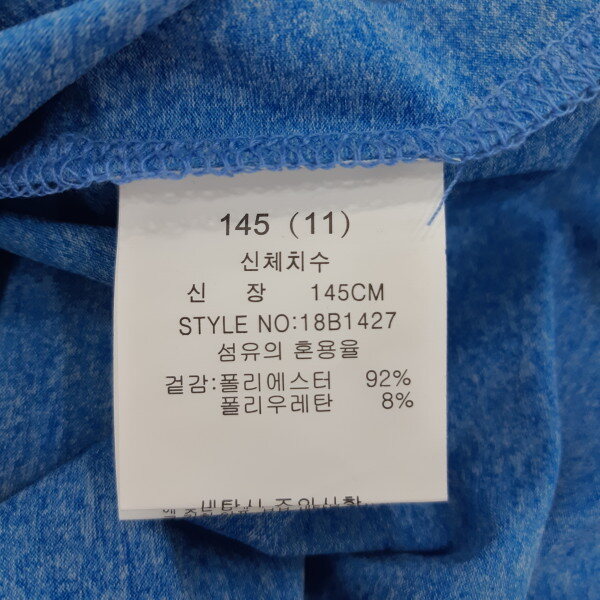 145 (11)
신체치수
신 장 145CM
STYLE NO:18B1427
섬유의 혼용율
겉감:폴리에스터 92%
폴리우레탄 8%